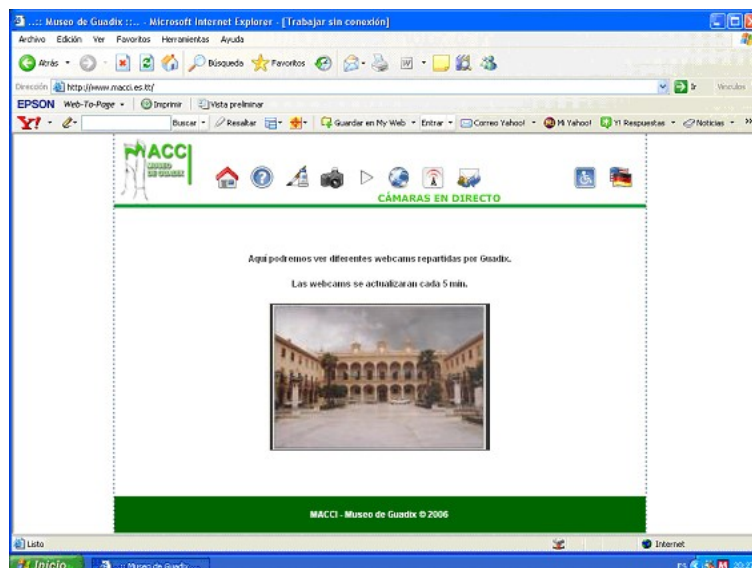 ..:: Museo de Guadix ::.. - Microsoft Internet Explorer - [Trabajar sin conexión]
Archivo Edición Ver Favoritos Herramientas Ayuda
Atrás Búsqueda Favoritos
Dirección http://www.macci.es.tt/ Ir Vínculos
EPSON Web-To-Page Imprimir Vista preliminar
Y! Buscar Resaltar Guardar en My Web Entrar Correo Yahoo! Mi Yahoo! Y! Respuestas Noticias
MACCI
MUSEO
DE GUADIX
CÁMARAS EN DIRECTO
Aquí podremos ver diferentes webcams repartidas por Guadix.
Las webcams se actualizaran cada 5 min.
MACCI - Museo de Guadix © 2006
Listo Internet
Inicio ..:: Museo de Guadix ES